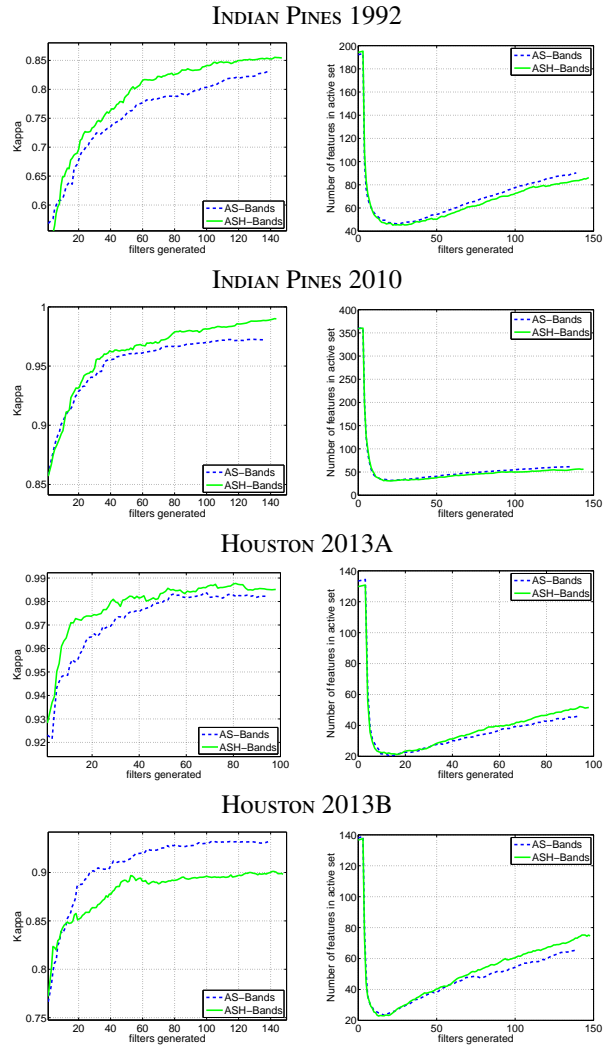 INDIAN PINES 1992
0.85
0.8
0.75
0.7
0.65
0.6
Kappa
20 40 60 80 100 120 140
filters generated
AS−Bands
ASH−Bands
200
180
160
140
120
100
80
60
40
Number of features in active set
0 50 100 150
filters generated
AS−Bands
ASH−Bands
INDIAN PINES 2010
1
0.95
0.9
0.85
Kappa
20 40 60 80 100 120 140
filters generated
AS−Bands
ASH−Bands
400
350
300
250
200
150
100
50
0
Number of features in active set
0 50 100 150
filters generated
AS−Bands
ASH−Bands
HOUSTON 2013A
0.99
0.98
0.97
0.96
0.95
0.94
0.93
0.92
Kappa
20 40 60 80 100
filters generated
AS−Bands
ASH−Bands
140
120
100
80
60
40
20
Number of features in active set
0 20 40 60 80 100
filters generated
AS−Bands
ASH−Bands
HOUSTON 2013B
0.9
0.85
0.8
0.75
Kappa
20 40 60 80 100 120 140
filters generated
AS−Bands
ASH−Bands
140
120
100
80
60
40
20
Number of features in active set
0 50 100 150
filters generated
AS−Bands
ASH−Bands